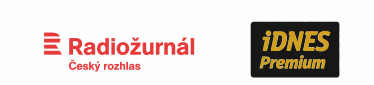 Radiožurnál
Český rozhlas
iDNES
Premium